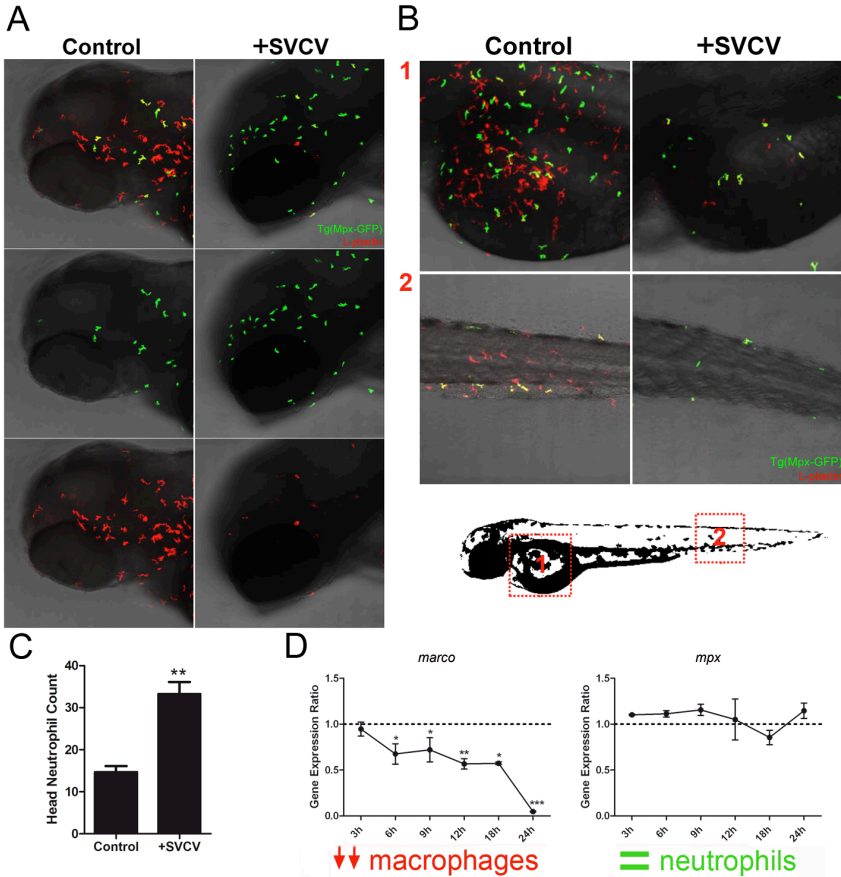 A
Control
+SVCV
Tg(Mpx-GFP)
L-plastin
B
Control
+SVCV
1
2
Tg(Mpx-GFP)
L-plastin
1
2
C
Head Neutrophil Count
40
30
20
10
0
**
Control
+SVCV
D
marco
Gene Expression Ratio
1.5
1.0
0.5
0.0
*
*
**
*
***
3h
6h
9h
12h
18h
24h
macrophages
mpx
Gene Expression Ratio
1.5
1.0
0.5
0.0
3h
6h
9h
12h
18h
24h
neutrophils